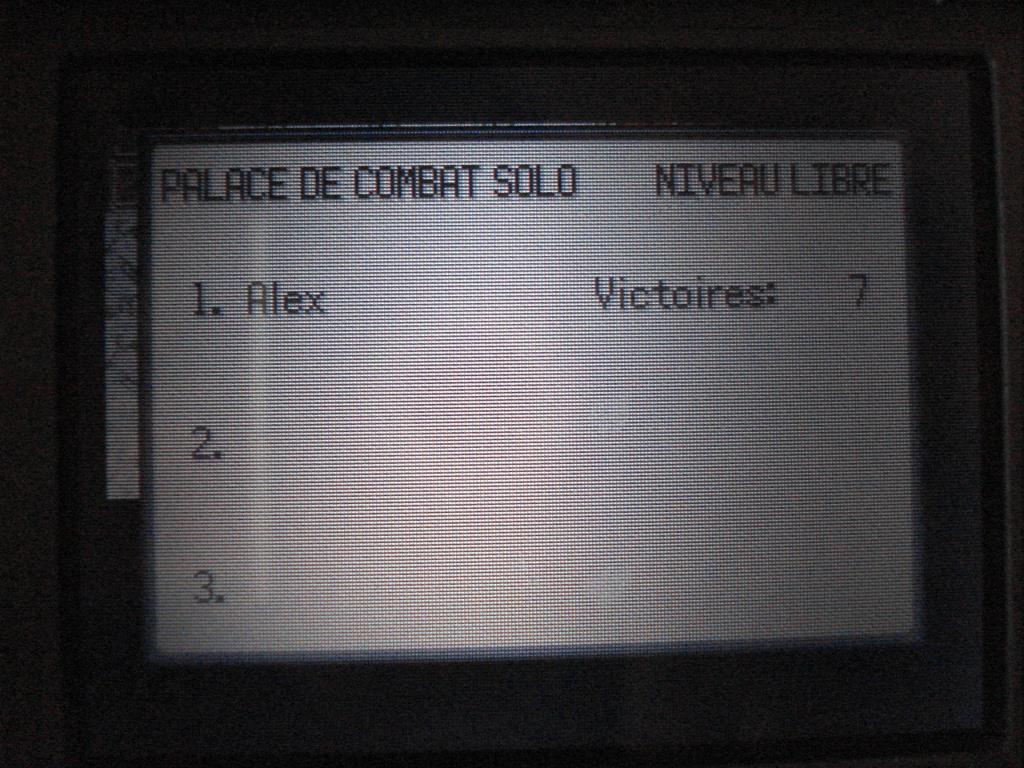 PALACE DE COMBAT SOLO NIVEAU LIBRE
1. Alex Victoires: 7
2.
3.